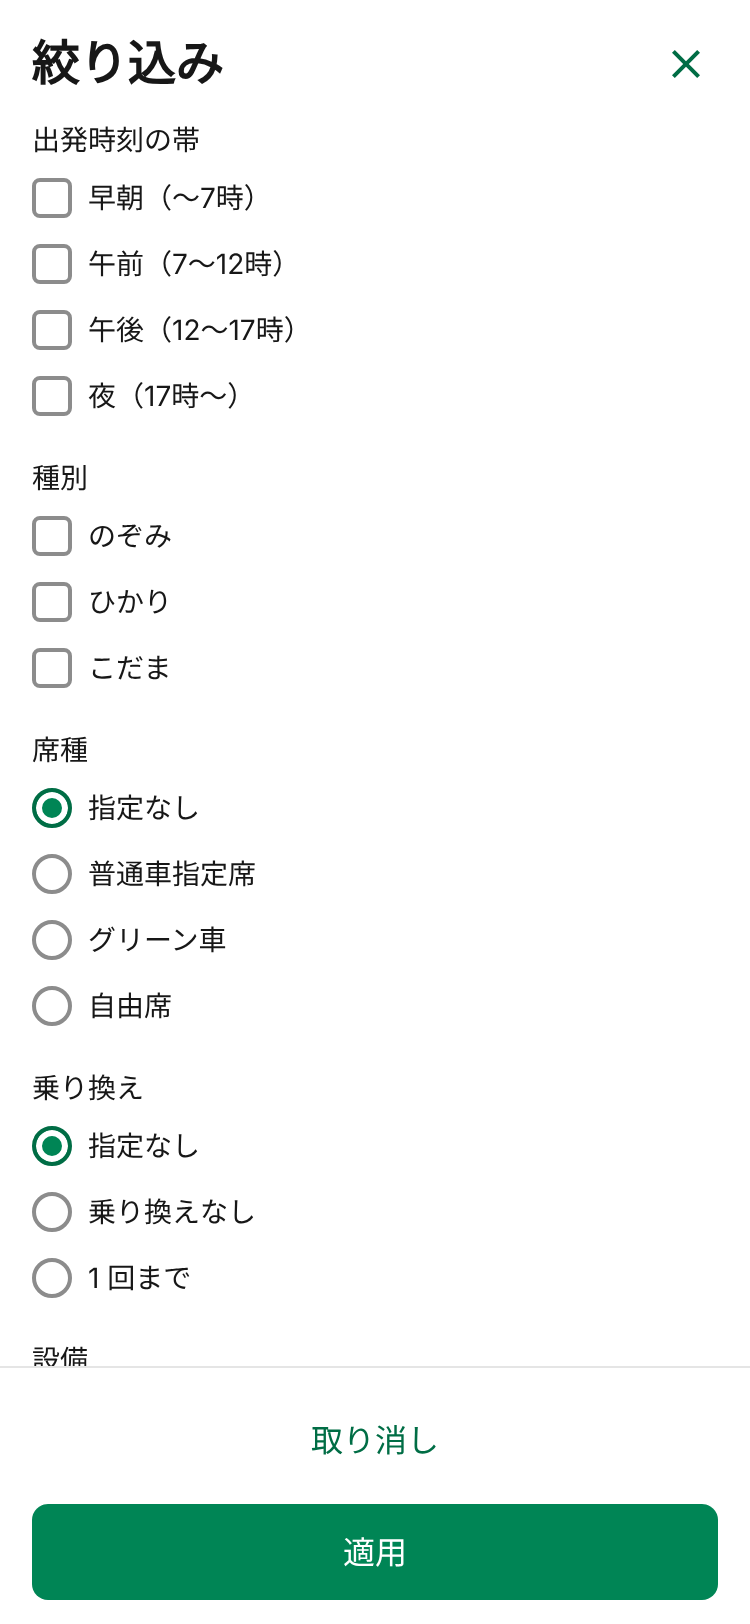 絞り込み
出発時刻の帯
早朝（〜7時）
午前（7〜12時）
午後（12〜17時）
夜（17時〜）
種別
のぞみ
ひかり
こだま
席種
指定なし
普通車指定席
グリーン車
自由席
乗り換え
指定なし
乗り換えなし
1 回まで
設備
取り消し
適用